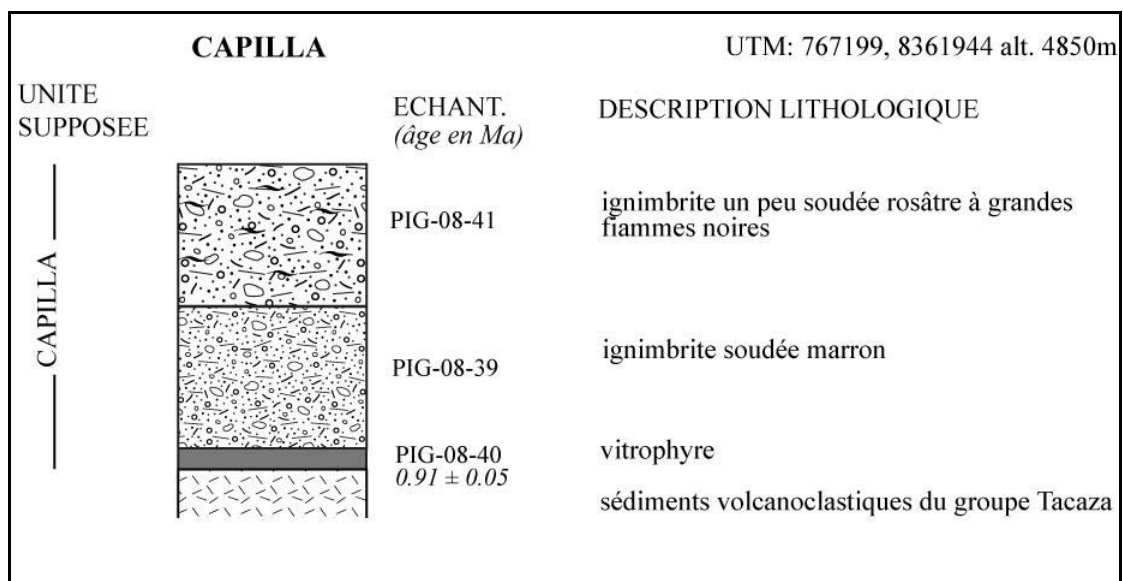 CAPILLA
UTM: 767199, 8361944 alt. 4850m
UNITE
SUPPOSEE
ECHANT.
(âge en Ma)
DESCRIPTION LITHOLOGIQUE
CAPILLA
PIG-08-41
ignimbrite un peu soudée rosâtre à grandes
fiammes noires
PIG-08-39
ignimbrite soudée marron
PIG-08-40
0.91 ± 0.05
vitrophyre
sédiments volcanoclastiques du groupe Tacaza